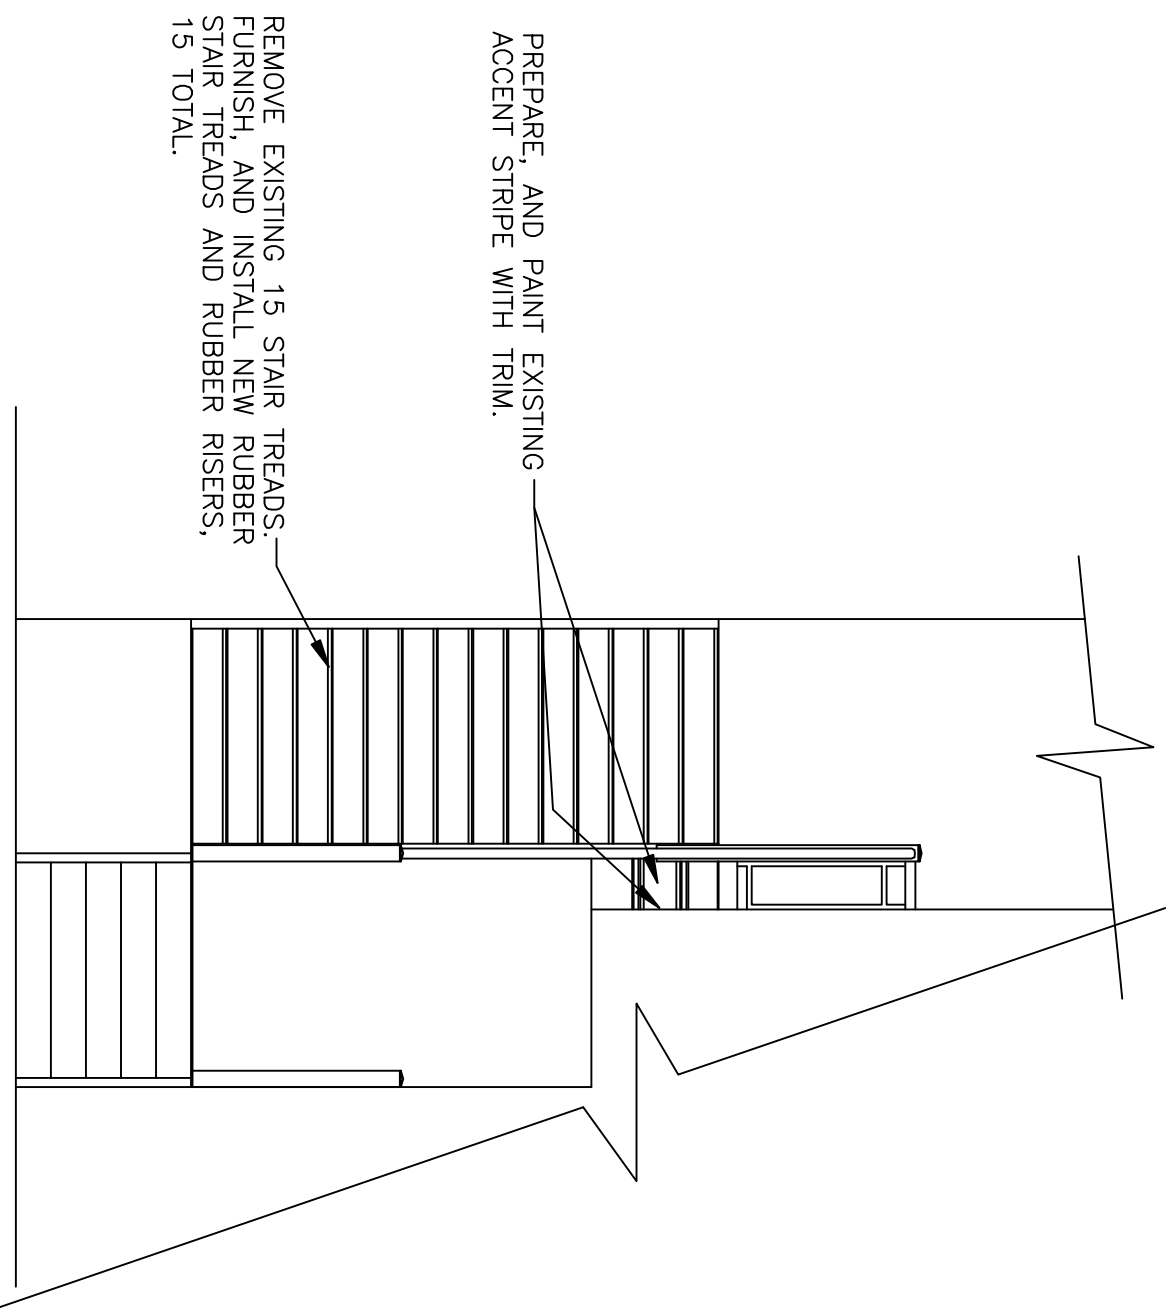 PREPARE, AND PAINT EXISTING
ACCENT STRIPE WITH TRIM.
REMOVE EXISTING 15 STAIR TREADS.
FURNISH, AND INSTALL NEW RUBBER
STAIR TREADS AND RUBBER RISERS,
15 TOTAL.